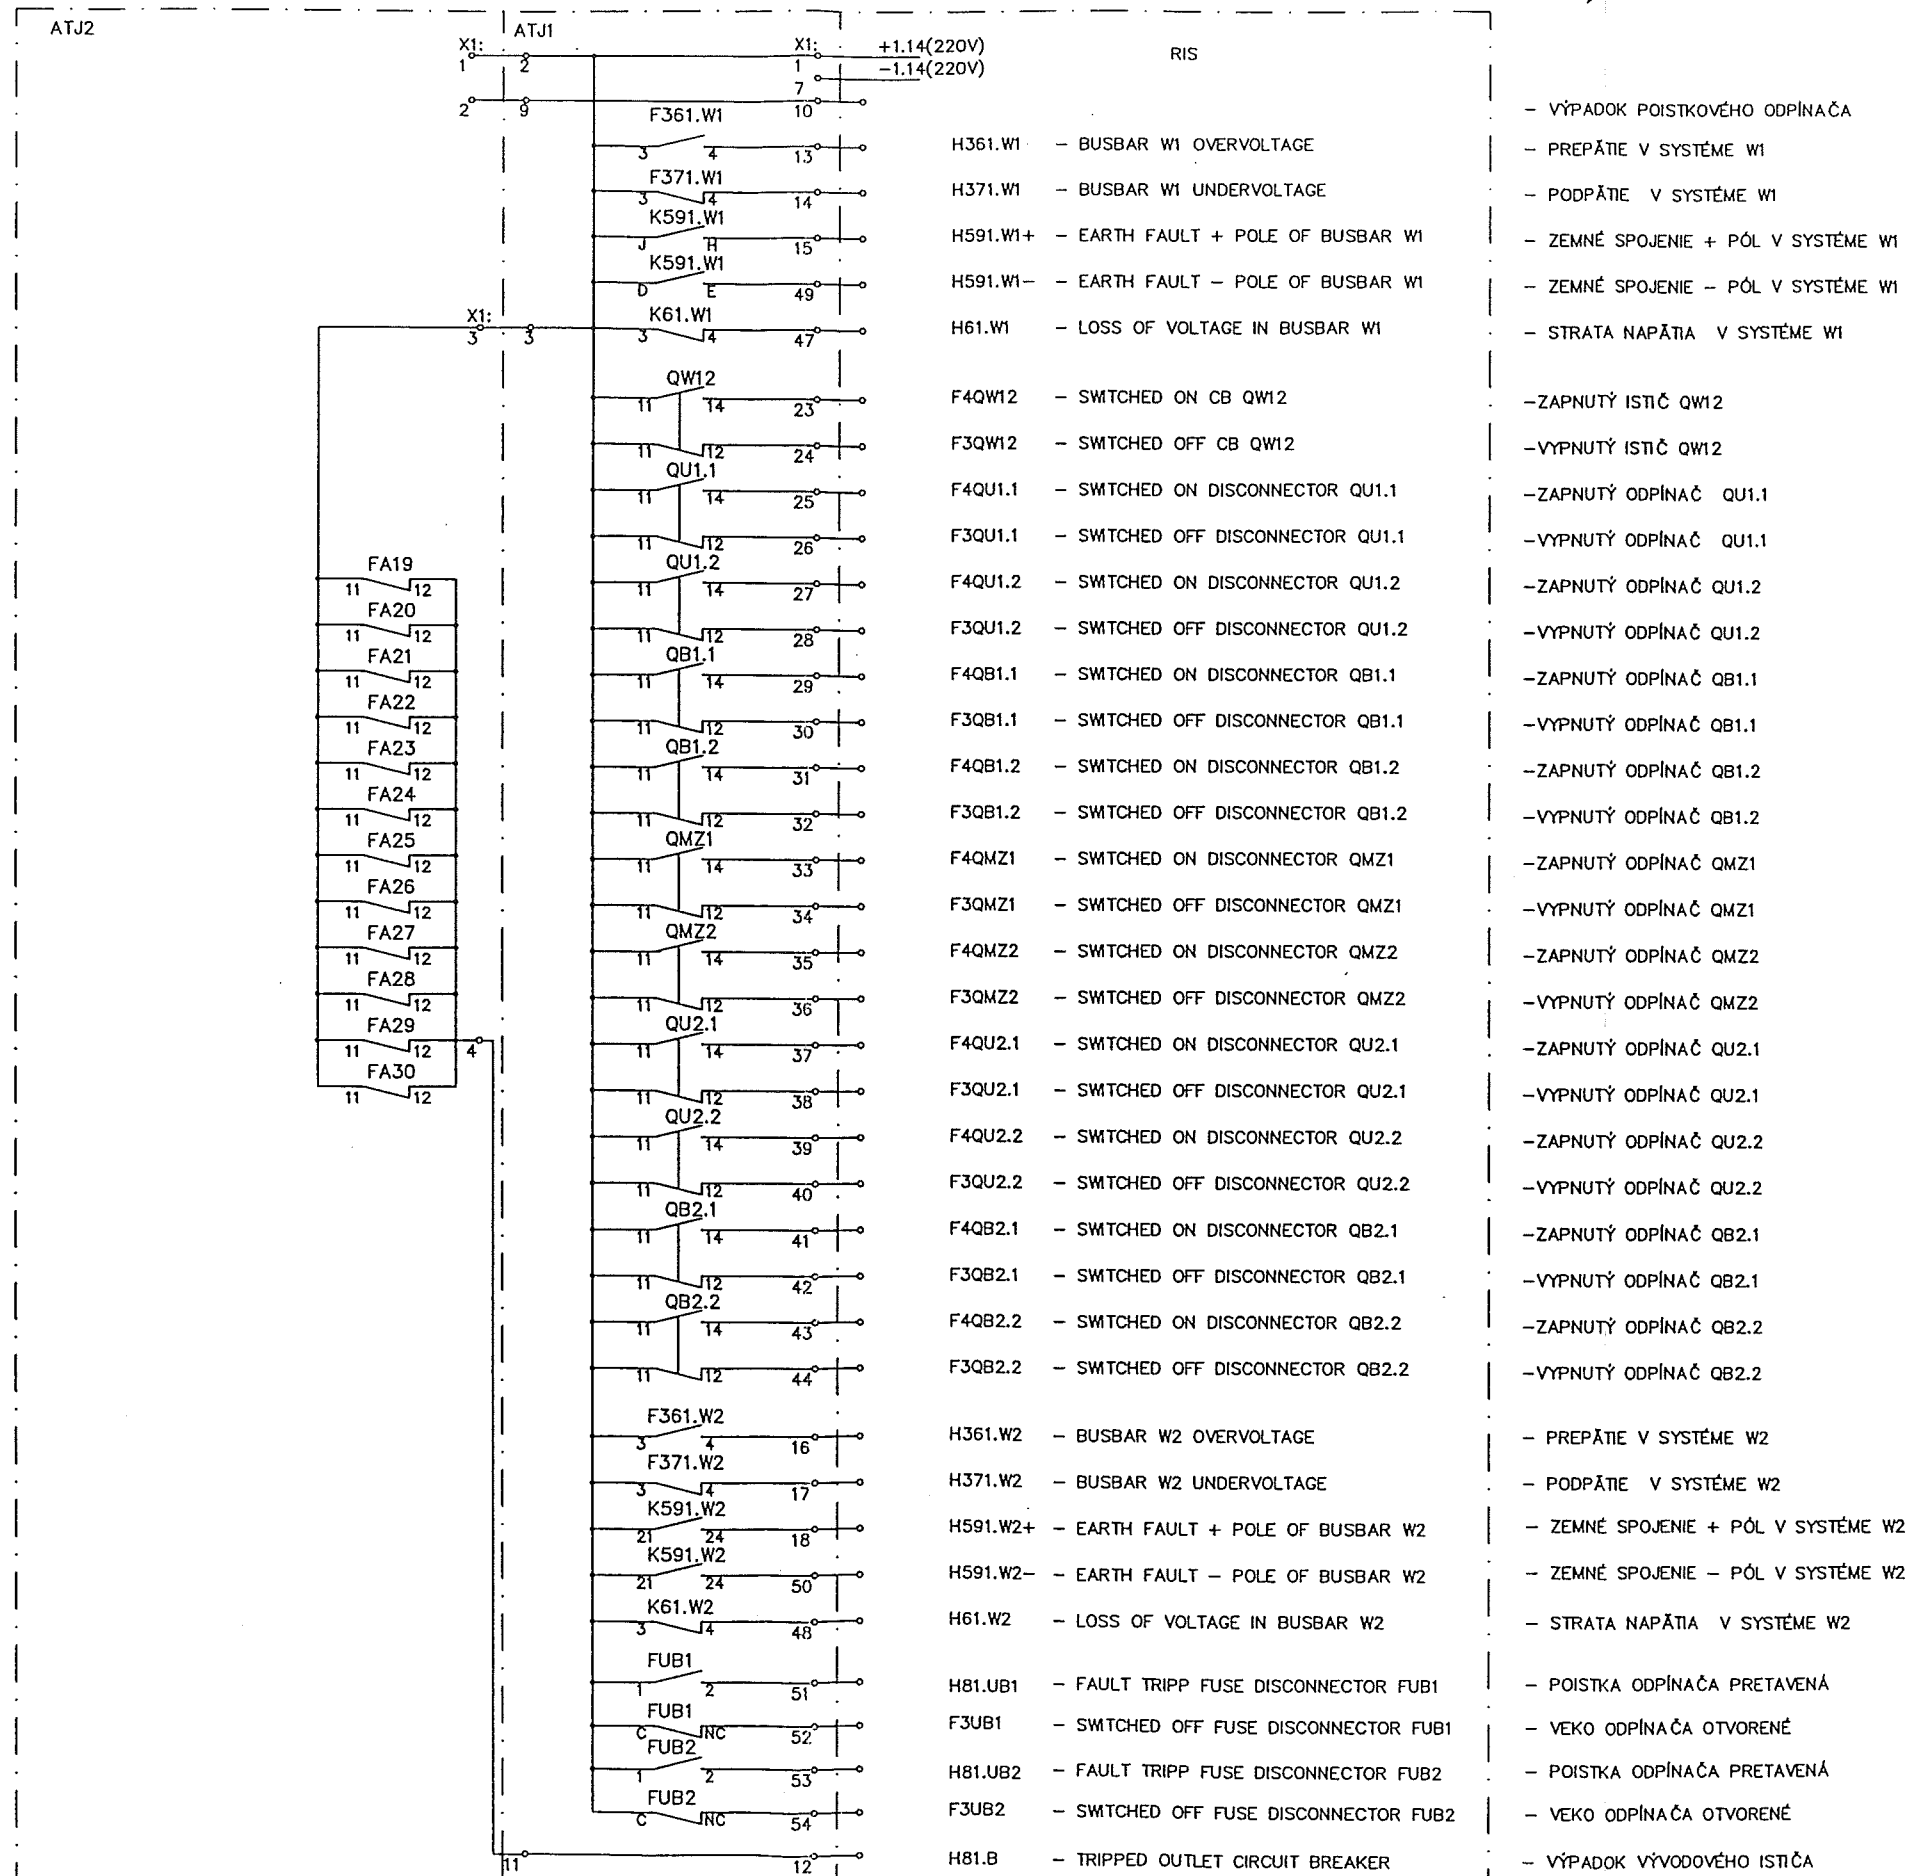 ATJ2
ATJ1
RIS
X1: X1: +1.14(220V)
1 2 1 -1.14(220V)
7
2 9 10 - VÝPADOK POISTKOVÉHO ODPÍNAČA
F361.W1
3 4 13 H361.W1 - BUSBAR W1 OVERVOLTAGE - PREPÄTIE V SYSTÉME W1
F371.W1
3 4 14 H371.W1 - BUSBAR W1 UNDERVOLTAGE - PODPÄTIE V SYSTÉME W1
K591.W1
J H 15 H591.W1+ - EARTH FAULT + POLE OF BUSBAR W1 - ZEMNÉ SPOJENIE + PÓL V SYSTÉME W1
K591.W1
D E 49 H591.W1- - EARTH FAULT - POLE OF BUSBAR W1 - ZEMNÉ SPOJENIE - PÓL V SYSTÉME W1
X1: K61.W1
3 3 3 4 47 H61.W1 - LOSS OF VOLTAGE IN BUSBAR W1 - STRATA NAPÄTIA V SYSTÉME W1
QW12
11 14 23 F4QW12 - SWITCHED ON CB QW12 -ZAPNUTÝ ISTIČ QW12
11 12 24 F3QW12 - SWITCHED OFF CB QW12 -VYPNUTÝ ISTIČ QW12
QU1.1
11 14 25 F4QU1.1 - SWITCHED ON DISCONNECTOR QU1.1 -ZAPNUTÝ ODPÍNAČ QU1.1
11 12 26 F3QU1.1 - SWITCHED OFF DISCONNECTOR QU1.1 -VYPNUTÝ ODPÍNAČ QU1.1
FA19 QU1.2
11 12 11 14 27 F4QU1.2 - SWITCHED ON DISCONNECTOR QU1.2 -ZAPNUTÝ ODPÍNAČ QU1.2
FA20
11 12 11 12 28 F3QU1.2 - SWITCHED OFF DISCONNECTOR QU1.2 -VYPNUTÝ ODPÍNAČ QU1.2
FA21 QB1.1
11 12 11 14 29 F4QB1.1 - SWITCHED ON DISCONNECTOR QB1.1 -ZAPNUTÝ ODPÍNAČ QB1.1
FA22
11 12 11 12 30 F3QB1.1 - SWITCHED OFF DISCONNECTOR QB1.1 -VYPNUTÝ ODPÍNAČ QB1.1
FA23 QB1.2
11 12 11 14 31 F4QB1.2 - SWITCHED ON DISCONNECTOR QB1.2 -ZAPNUTÝ ODPÍNAČ QB1.2
FA24
11 12 11 12 32 F3QB1.2 - SWITCHED OFF DISCONNECTOR QB1.2 -VYPNUTÝ ODPÍNAČ QB1.2
FA25 QMZ1
11 12 11 14 33 F4QMZ1 - SWITCHED ON DISCONNECTOR QMZ1 -ZAPNUTÝ ODPÍNAČ QMZ1
FA26
11 12 11 12 34 F3QMZ1 - SWITCHED OFF DISCONNECTOR QMZ1 -VYPNUTÝ ODPÍNAČ QMZ1
FA27 QMZ2
11 12 11 14 35 F4QMZ2 - SWITCHED ON DISCONNECTOR QMZ2 -ZAPNUTÝ ODPÍNAČ QMZ2
FA28
11 12 11 12 36 F3QMZ2 - SWITCHED OFF DISCONNECTOR QMZ2 -VYPNUTÝ ODPÍNAČ QMZ2
FA29 QU2.1
11 12 4 11 14 37 F4QU2.1 - SWITCHED ON DISCONNECTOR QU2.1 -ZAPNUTÝ ODPÍNAČ QU2.1
FA30
11 12 11 12 38 F3QU2.1 - SWITCHED OFF DISCONNECTOR QU2.1 -VYPNUTÝ ODPÍNAČ QU2.1
QU2.2
11 14 39 F4QU2.2 - SWITCHED ON DISCONNECTOR QU2.2 -ZAPNUTÝ ODPÍNAČ QU2.2
11 12 40 F3QU2.2 - SWITCHED OFF DISCONNECTOR QU2.2 -VYPNUTÝ ODPÍNAČ QU2.2
QB2.1
11 14 41 F4QB2.1 - SWITCHED ON DISCONNECTOR QB2.1 -ZAPNUTÝ ODPÍNAČ QB2.1
11 12 42 F3QB2.1 - SWITCHED OFF DISCONNECTOR QB2.1 -VYPNUTÝ ODPÍNAČ QB2.1
QB2.2
11 14 43 F4QB2.2 - SWITCHED ON DISCONNECTOR QB2.2 -ZAPNUTÝ ODPÍNAČ QB2.2
11 12 44 F3QB2.2 - SWITCHED OFF DISCONNECTOR QB2.2 -VYPNUTÝ ODPÍNAČ QB2.2
F361.W2
3 4 16 H361.W2 - BUSBAR W2 OVERVOLTAGE - PREPÄTIE V SYSTÉME W2
F371.W2
3 4 17 H371.W2 - BUSBAR W2 UNDERVOLTAGE - PODPÄTIE V SYSTÉME W2
K591.W2
21 24 18 H591.W2+ - EARTH FAULT + POLE OF BUSBAR W2 - ZEMNÉ SPOJENIE + PÓL V SYSTÉME W2
K591.W2
21 24 50 H591.W2- - EARTH FAULT - POLE OF BUSBAR W2 - ZEMNÉ SPOJENIE - PÓL V SYSTÉME W2
K61.W2
3 4 48 H61.W2 - LOSS OF VOLTAGE IN BUSBAR W2 - STRATA NAPÄTIA V SYSTÉME W2
FUB1
1 2 51 H81.UB1 - FAULT TRIPP FUSE DISCONNECTOR FUB1 - POISTKA ODPÍNAČA PRETAVENÁ
FUB1
C NC 52 F3UB1 - SWITCHED OFF FUSE DISCONNECTOR FUB1 - VEKO ODPÍNAČA OTVORENÉ
FUB2
1 2 53 H81.UB2 - FAULT TRIPP FUSE DISCONNECTOR FUB2 - POISTKA ODPÍNAČA PRETAVENÁ
FUB2
C NC 54 F3UB2 - SWITCHED OFF FUSE DISCONNECTOR FUB2 - VEKO ODPÍNAČA OTVORENÉ
11 12 H81.B - TRIPPED OUTLET CIRCUIT BREAKER - VÝPADOK VÝVODOVÉHO ISTIČA